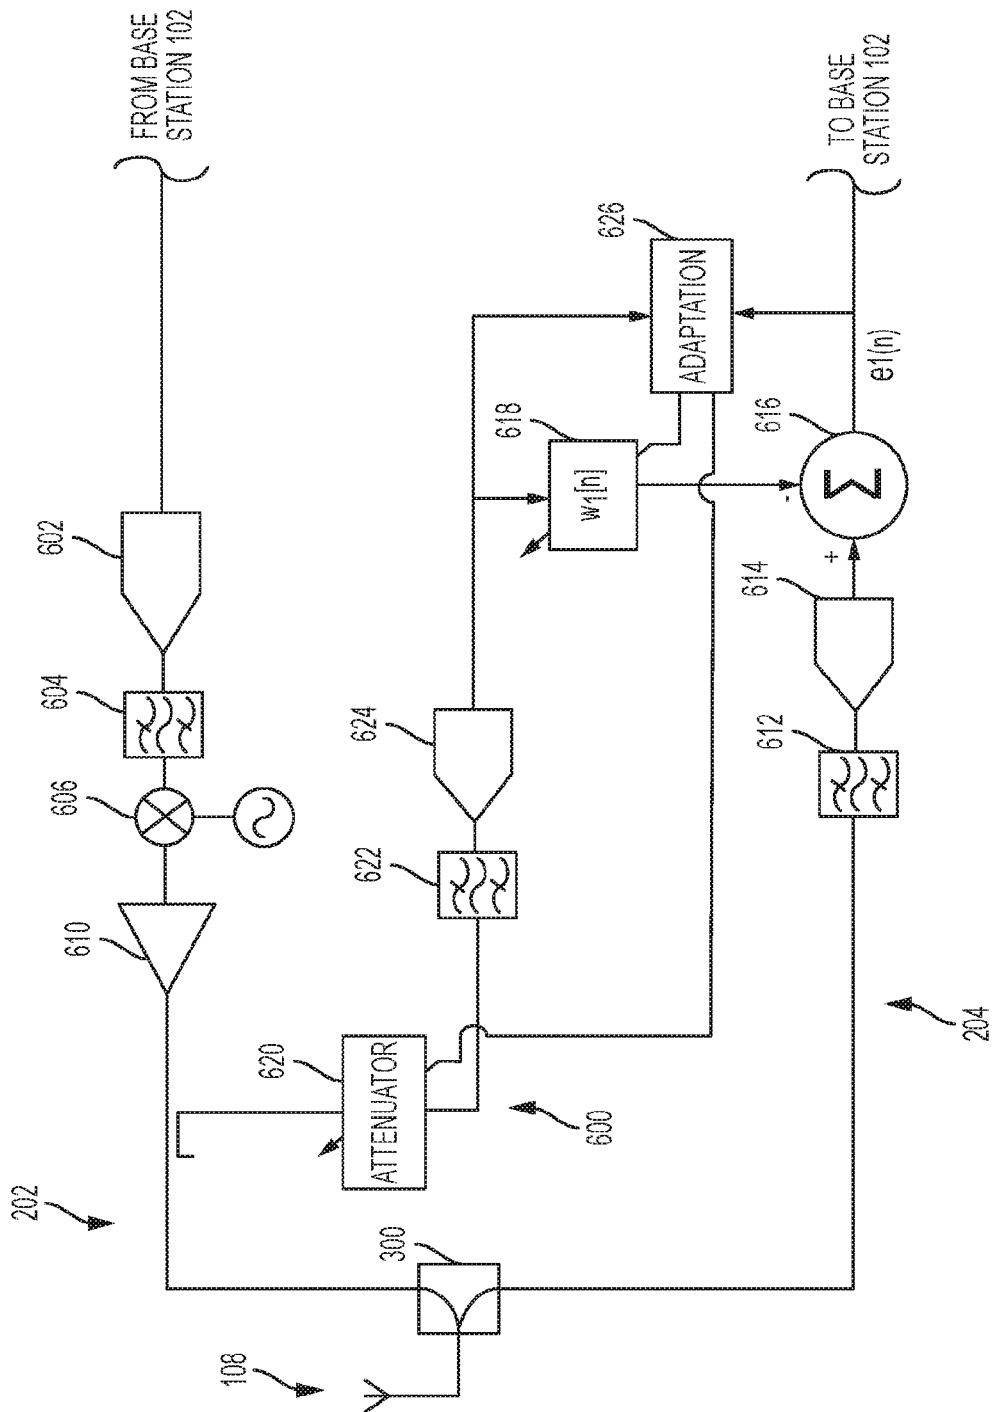 FROM BASE
STATION 102
602
604
606
610
202
620
ATTENUATOR
600
622
624
618
w1[n]
626
ADAPTATION
TO BASE
STATION 102
e1(n)
616
Σ
-
+
614
612
204
300
108